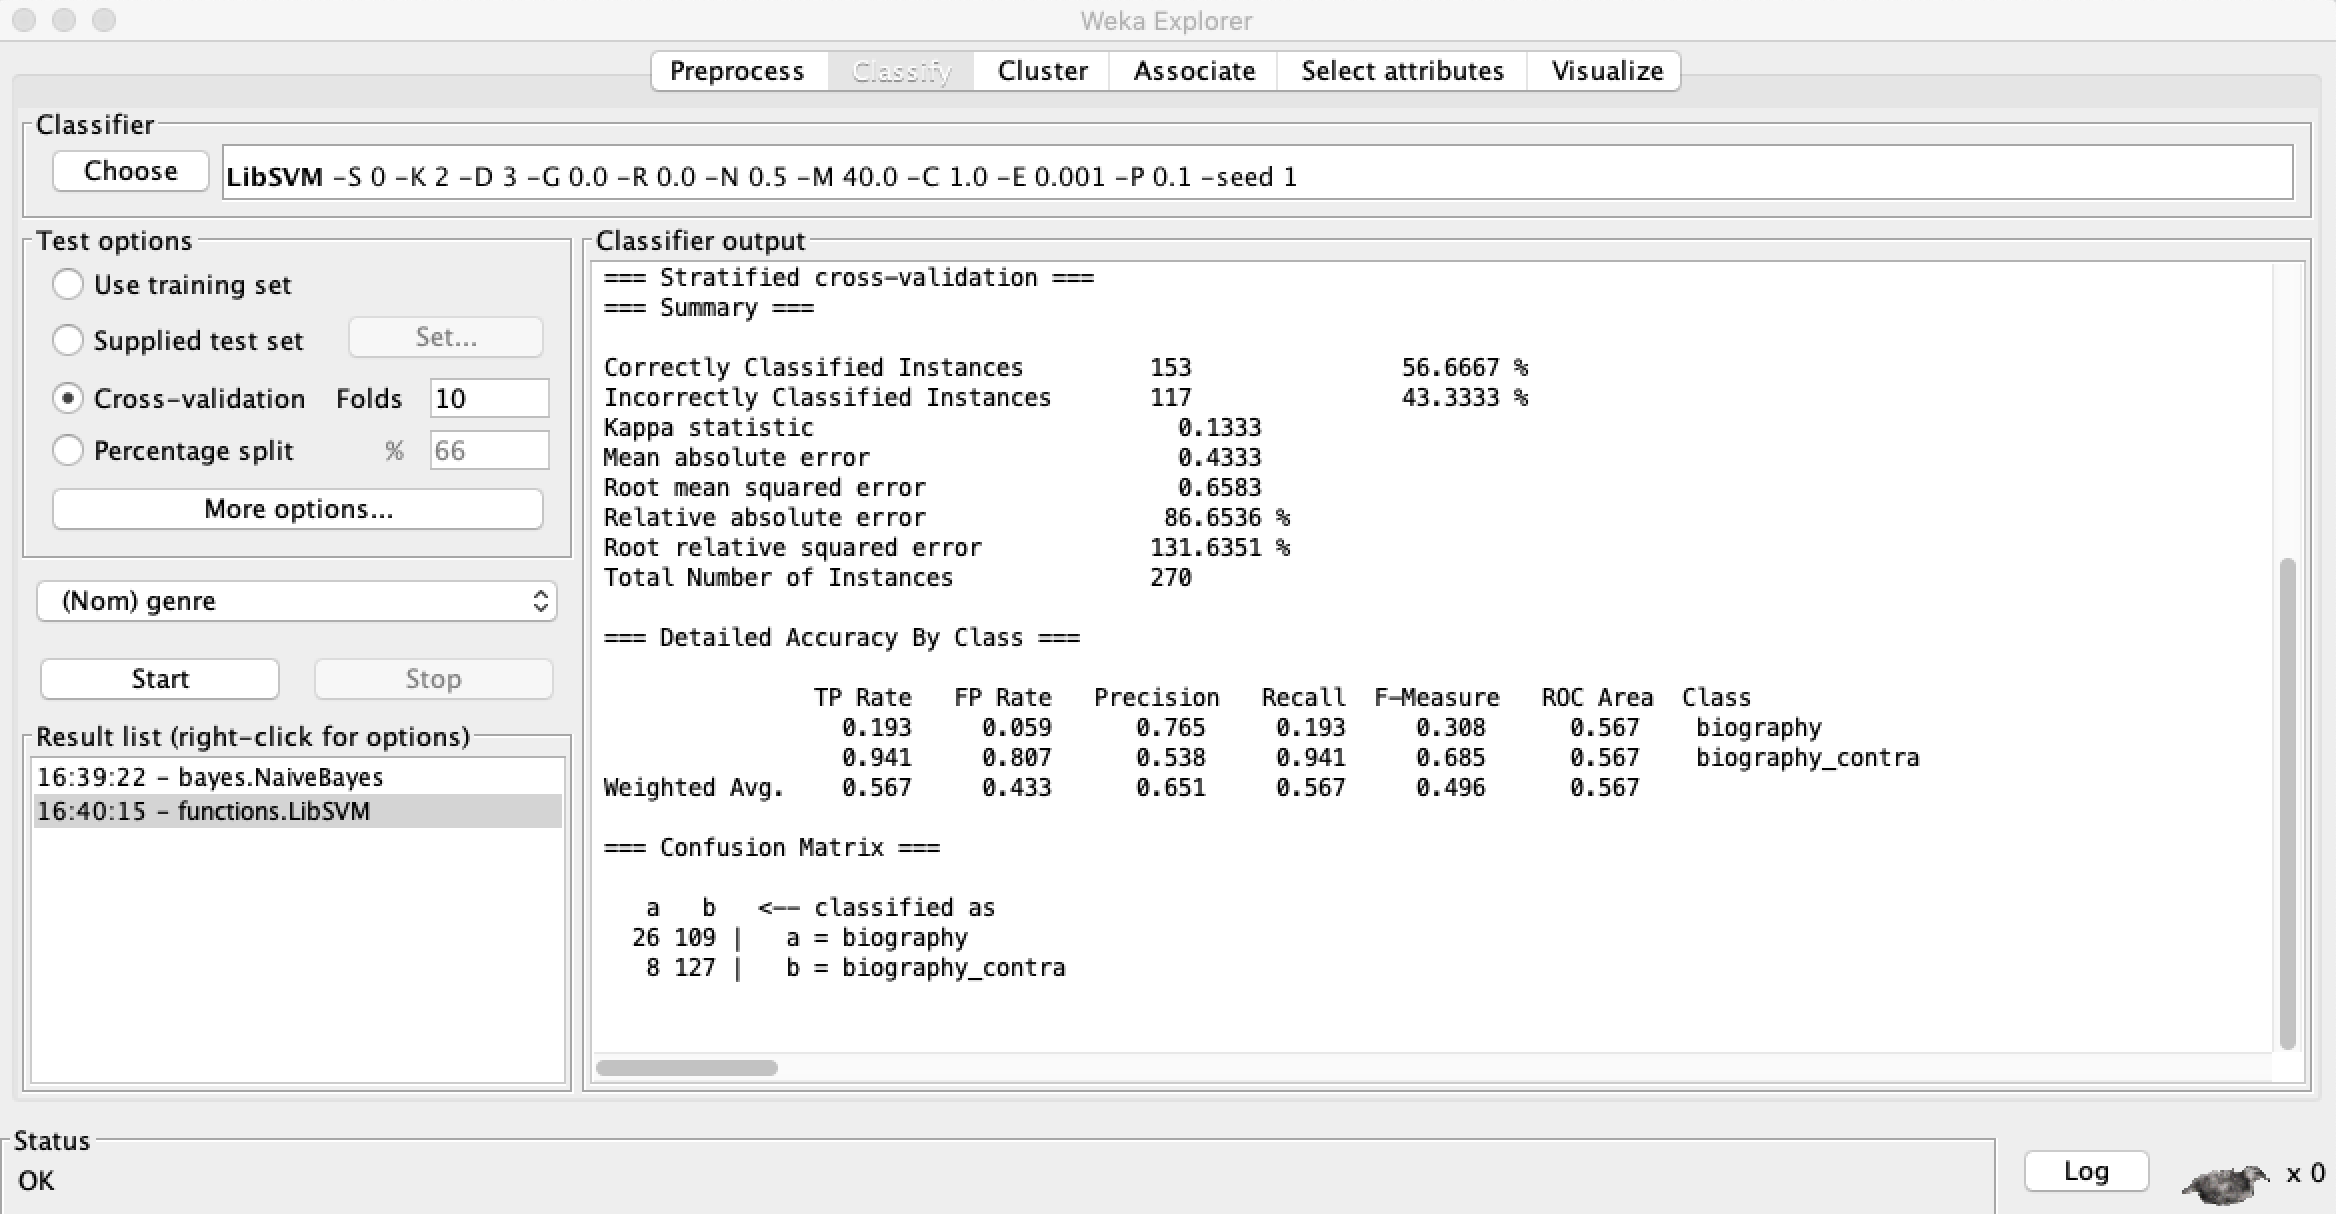 Weka Explorer
Preprocess Classify Cluster Associate Select attributes Visualize
Classifier
Choose LibSVM -S 0 -K 2 -D 3 -G 0.0 -R 0.0 -N 0.5 -M 40.0 -C 1.0 -E 0.001 -P 0.1 -seed 1
Test options
Use training set
Supplied test set Set...
Cross-validation Folds 10
Percentage split % 66
More options...
(Nom) genre
Start Stop
Result list (right-click for options)
16:39:22 - bayes.NaiveBayes
16:40:15 - functions.LibSVM
Classifier output
=== Stratified cross-validation ===
=== Summary ===
Correctly Classified Instances 153 56.6667 %
Incorrectly Classified Instances 117 43.3333 %
Kappa statistic 0.1333
Mean absolute error 0.4333
Root mean squared error 0.6583
Relative absolute error 86.6536 %
Root relative squared error 131.6351 %
Total Number of Instances 270
=== Detailed Accuracy By Class ===
TP Rate FP Rate Precision Recall F-Measure ROC Area Class
0.193 0.059 0.765 0.193 0.308 0.567 biography
0.941 0.807 0.538 0.941 0.685 0.567 biography_contra
Weighted Avg. 0.567 0.433 0.651 0.567 0.496 0.567
=== Confusion Matrix ===
a b <-- classified as
26 109 | a = biography
8 127 | b = biography_contra
Status
OK
Log x 0